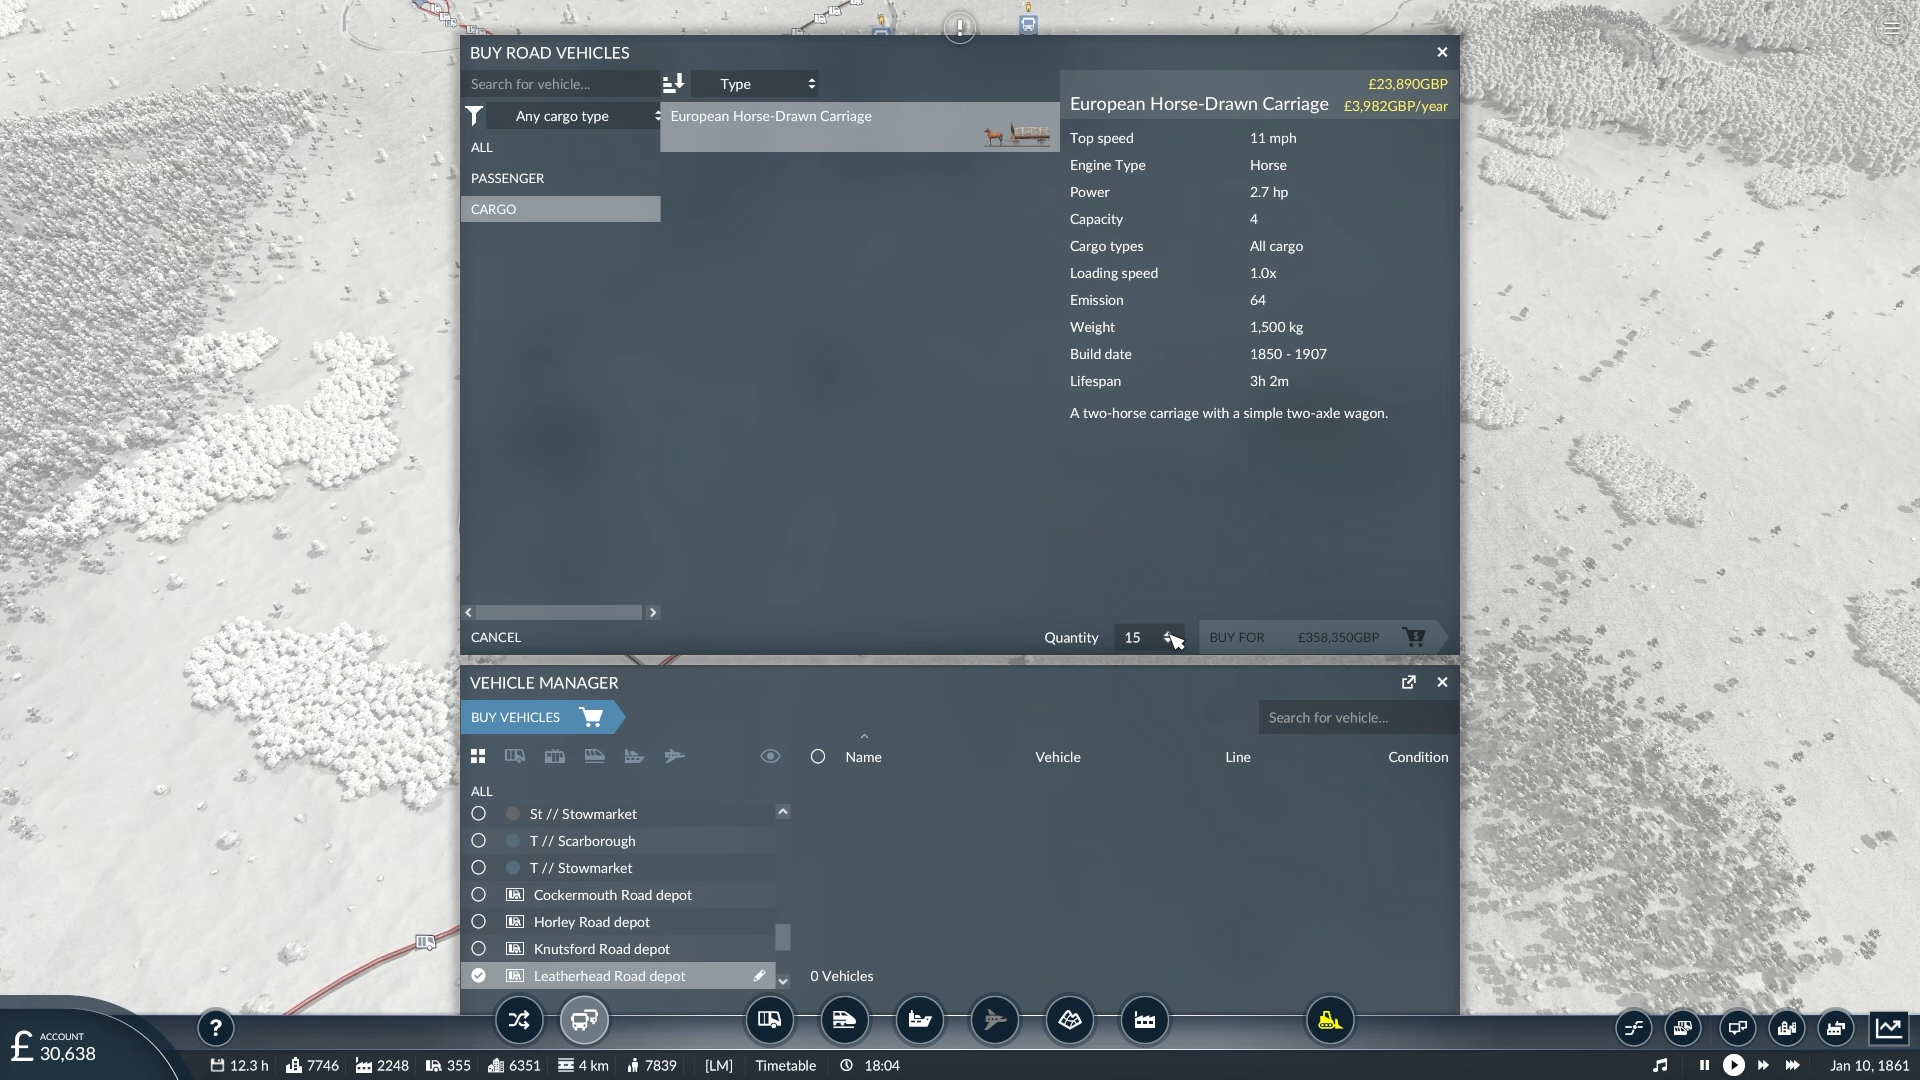 BUY ROAD VEHICLES
Search for vehicle...
Type
£23,890GBP
European Horse-Drawn Carriage
£3,982GBP/year
Any cargo type
European Horse-Drawn Carriage
ALL
PASSENGER
CARGO
Top speed 11 mph
Engine Type Horse
Power 2.7 hp
Capacity 4
Cargo types All cargo
Loading speed 1.0x
Emission 64
Weight 1,500 kg
Build date 1850 - 1907
Lifespan 3h 2m
A two-horse carriage with a simple two-axle wagon.
CANCEL
Quantity 15
BUY FOR £358,350GBP
VEHICLE MANAGER
BUY VEHICLES
Search for vehicle...
Name Vehicle Line Condition
ALL
St // Stowmarket
T // Scarborough
T // Stowmarket
Cockermouth Road depot
Horley Road depot
Knutsford Road depot
Leatherhead Road depot
0 Vehicles
?
£ ACCOUNT
30,638
12.3 h 7746 2248 355 6351 4 km 7839 [LM] Timetable 18:04 Jan 10, 1861